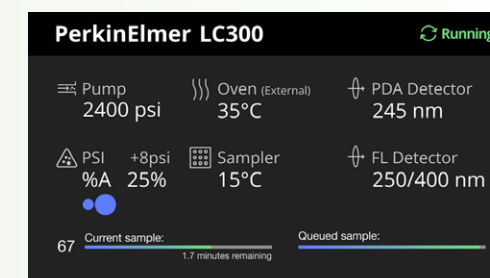 PerkinElmer LC300 Running
Pump Oven (External) PDA Detector
2400 psi 35°C 245 nm
PSI +8psi Sampler FL Detector
%A 25% 15°C 250/400 nm
67 Current sample: Queued sample:
1.7 minutes remaining